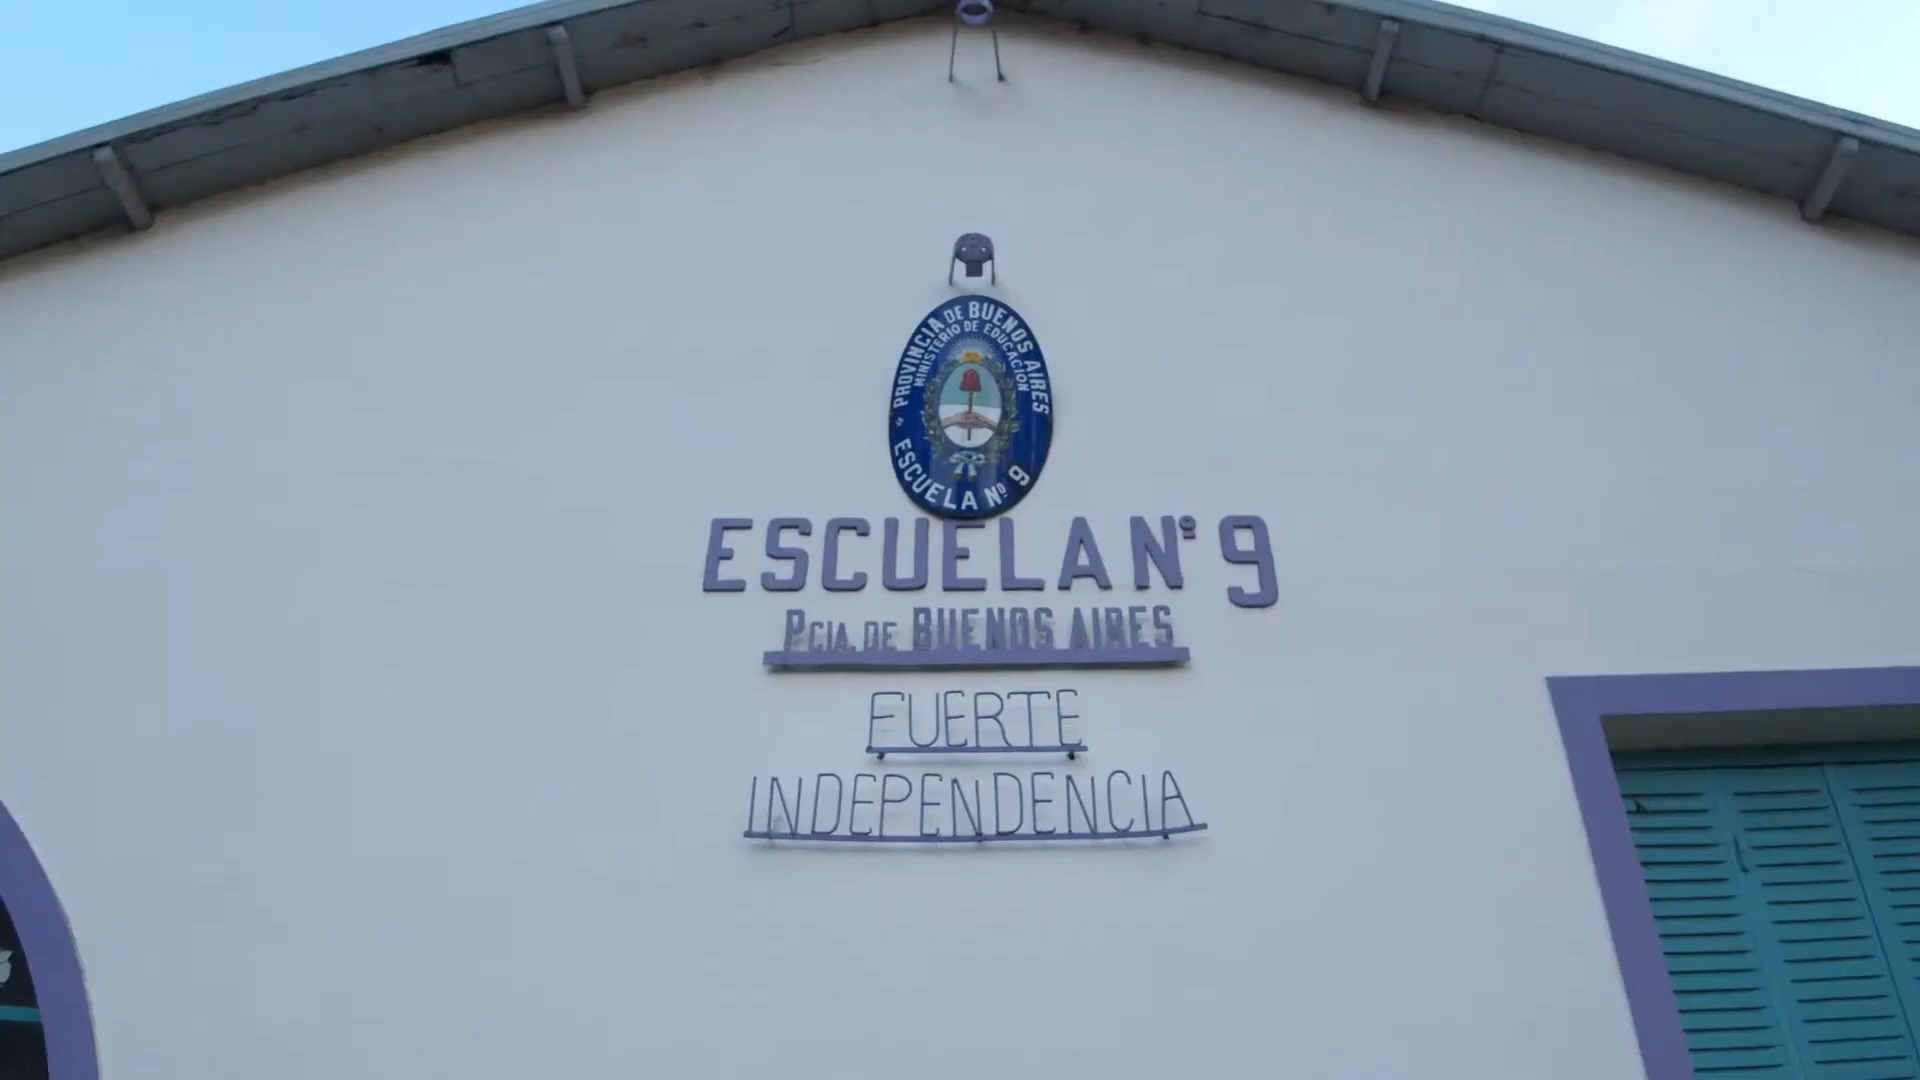 PROVINCIA DE BUENOS AIRES
MINISTERIO DE EDUCACION
ESCUELA Nº 9
ESCUELA Nº 9
PCIA. DE BUENOS AIRES
FUERTE
INDEPENDENCIA